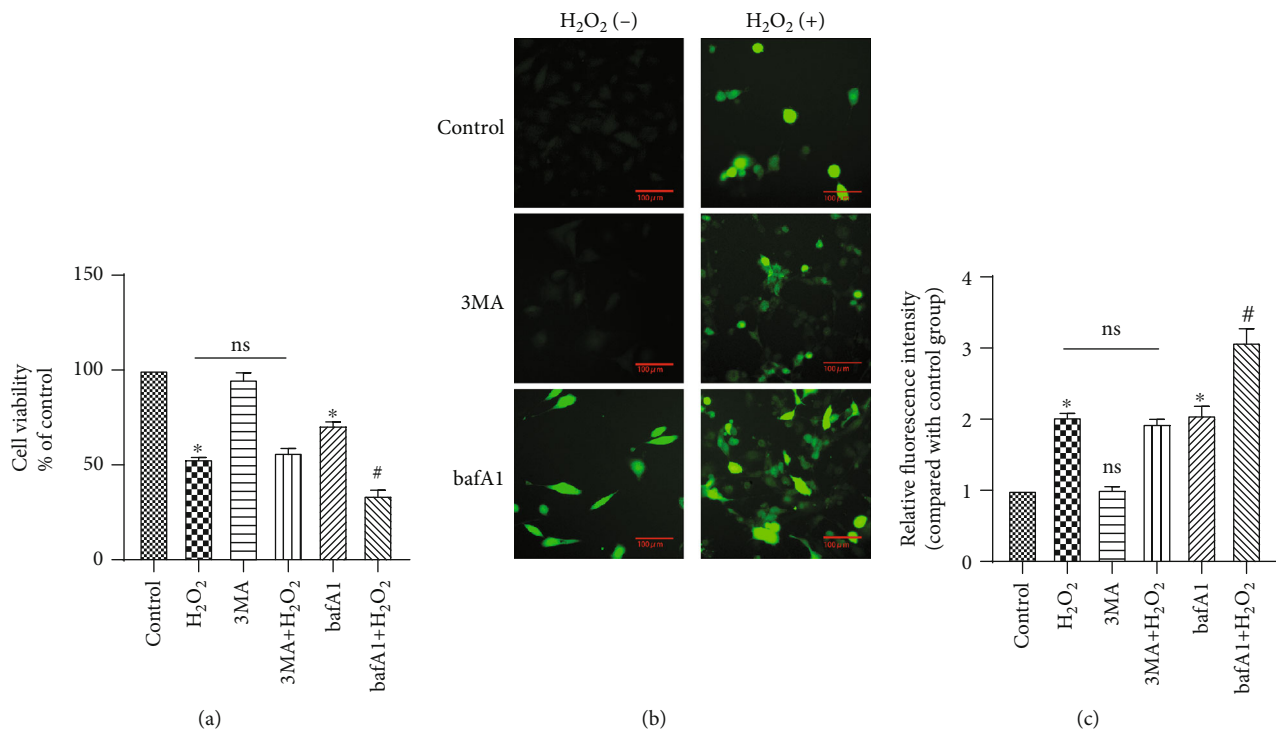 Cell viability
% of control
150
100
50
0
ns
*
*
#
Control
H₂O₂
3MA
3MA+H₂O₂
bafA1
bafA1+H₂O₂
(a)
H₂O₂ (–)
H₂O₂ (+)
Control
100 μm
100 μm
3MA
100 μm
100 μm
bafA1
100 μm
100 μm
(b)
Relative fluorescence intensity
(compared with control group)
4
3
2
1
0
ns
*
ns
*
#
Control
H₂O₂
3MA
3MA+H₂O₂
bafA1
bafA1+H₂O₂
(c)